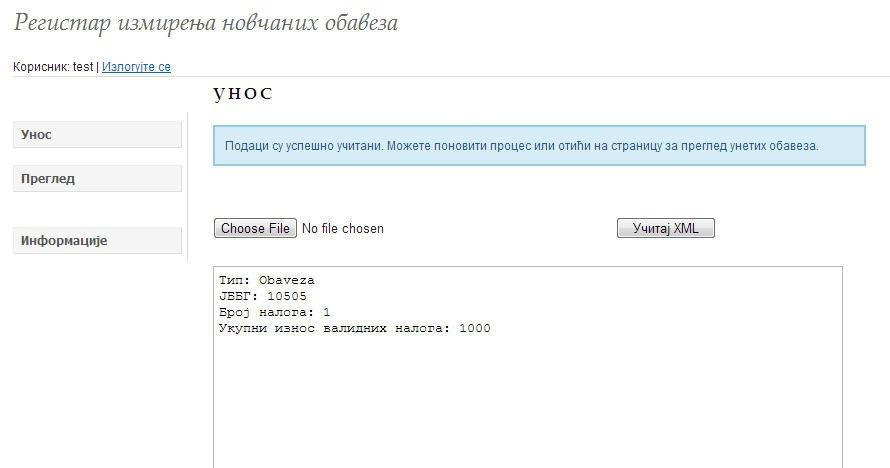 Регистар измирења новчаних обавеза
Корисник: test | Излогујте се
унос
Унос
Подаци су успешно учитани. Можете поновити процес или отићи на страницу за преглед унетих обавеза.
Преглед
Choose File No file chosen Учитај XML
Информације
Тип: Obaveza
ЈББГ: 10505
Број налога: 1
Укупни износ валидних налога: 1000